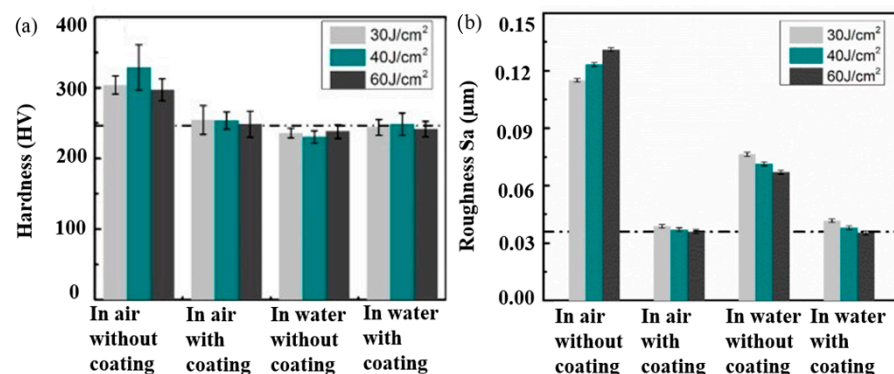 (a)
400
300
200
100
0
Hardness (HV)
30J/cm²
40J/cm²
60J/cm²
In air
without
coating
In air
with
coating
In water
without
coating
In water
with
coating
(b)
0.15
0.12
0.09
0.06
0.03
0.00
Roughness Sa (μm)
30J/cm²
40J/cm²
60J/cm²
In air
without
coating
In air
with
coating
In water
without
coating
In water
with
coating